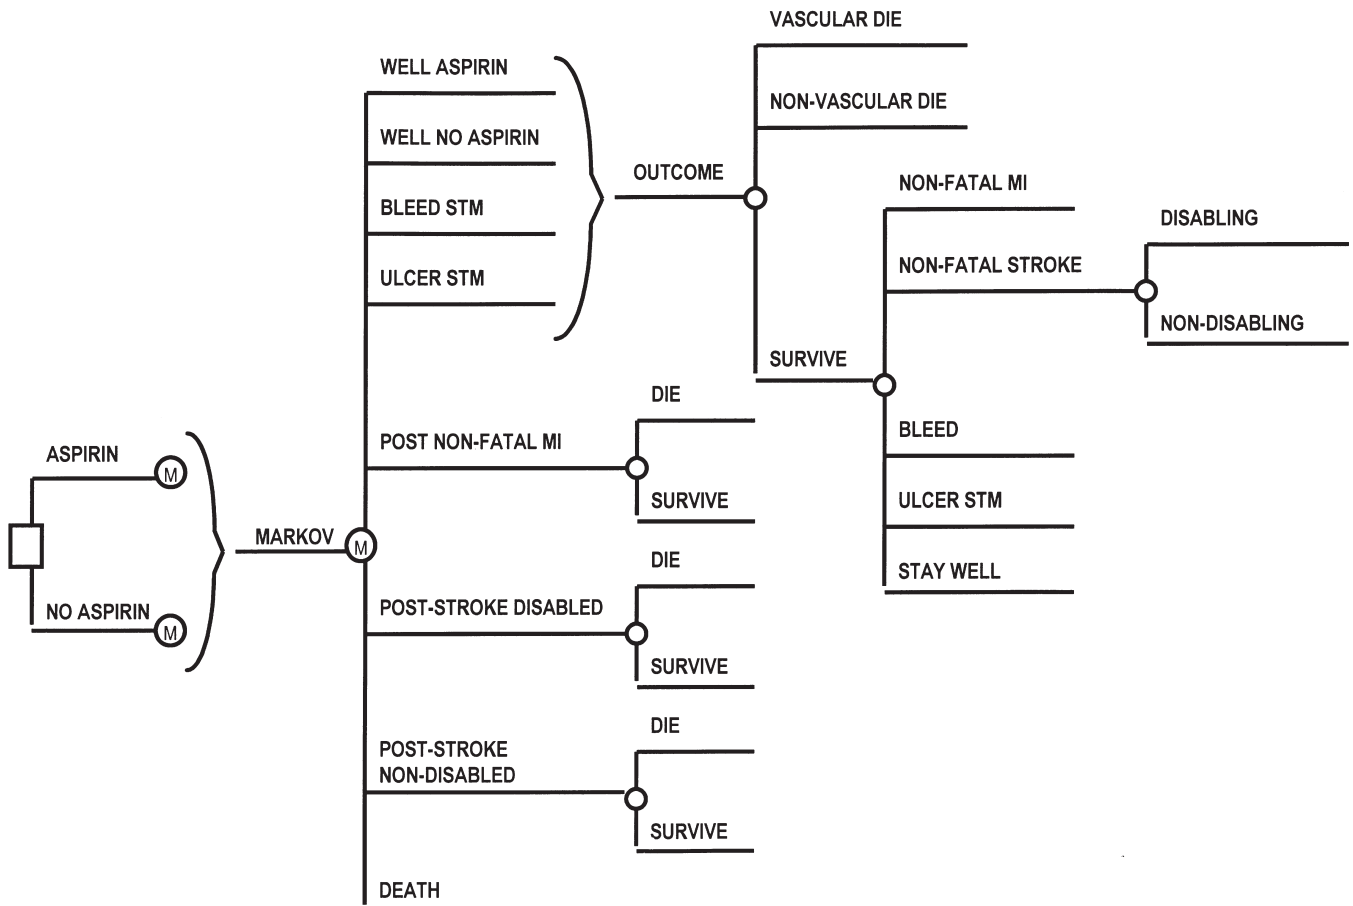 VASCULAR DIE
WELL ASPIRIN
NON-VASCULAR DIE
WELL NO ASPIRIN
OUTCOME
NON-FATAL MI
BLEED STM
DISABLING
NON-FATAL STROKE
ULCER STM
NON-DISABLING
SURVIVE
DIE
BLEED
POST NON-FATAL MI
ASPIRIN
M
SURVIVE
ULCER STM
MARKOV
M
DIE
STAY WELL
NO ASPIRIN
M
POST-STROKE DISABLED
SURVIVE
DIE
POST-STROKE
NON-DISABLED
SURVIVE
DEATH